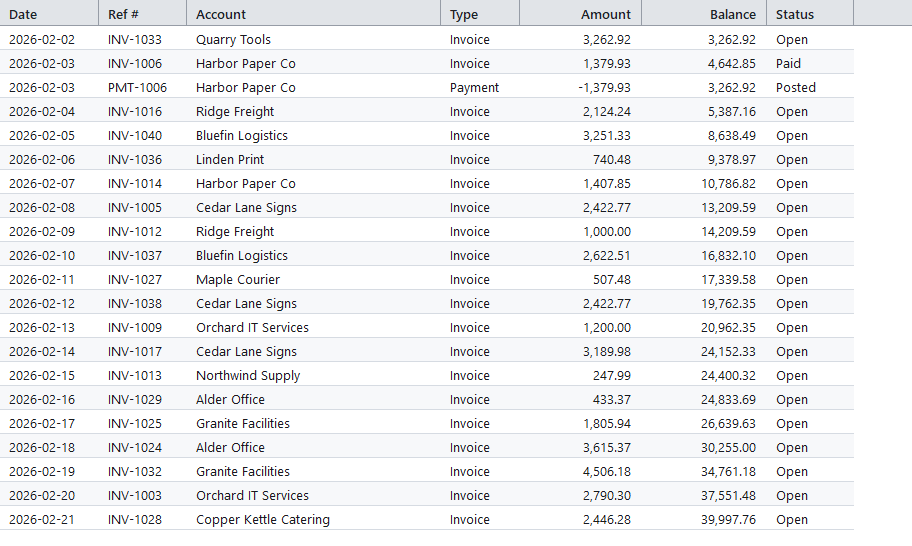 Date Ref # Account Type Amount Balance Status
2026-02-02 INV-1033 Quarry Tools Invoice 3,262.92 3,262.92 Open
2026-02-03 INV-1006 Harbor Paper Co Invoice 1,379.93 4,642.85 Paid
2026-02-03 PMT-1006 Harbor Paper Co Payment -1,379.93 3,262.92 Posted
2026-02-04 INV-1016 Ridge Freight Invoice 2,124.24 5,387.16 Open
2026-02-05 INV-1040 Bluefin Logistics Invoice 3,251.33 8,638.49 Open
2026-02-06 INV-1036 Linden Print Invoice 740.48 9,378.97 Open
2026-02-07 INV-1014 Harbor Paper Co Invoice 1,407.85 10,786.82 Open
2026-02-08 INV-1005 Cedar Lane Signs Invoice 2,422.77 13,209.59 Open
2026-02-09 INV-1012 Ridge Freight Invoice 1,000.00 14,209.59 Open
2026-02-10 INV-1037 Bluefin Logistics Invoice 2,622.51 16,832.10 Open
2026-02-11 INV-1027 Maple Courier Invoice 507.48 17,339.58 Open
2026-02-12 INV-1038 Cedar Lane Signs Invoice 2,422.77 19,762.35 Open
2026-02-13 INV-1009 Orchard IT Services Invoice 1,200.00 20,962.35 Open
2026-02-14 INV-1017 Cedar Lane Signs Invoice 3,189.98 24,152.33 Open
2026-02-15 INV-1013 Northwind Supply Invoice 247.99 24,400.32 Open
2026-02-16 INV-1029 Alder Office Invoice 433.37 24,833.69 Open
2026-02-17 INV-1025 Granite Facilities Invoice 1,805.94 26,639.63 Open
2026-02-18 INV-1024 Alder Office Invoice 3,615.37 30,255.00 Open
2026-02-19 INV-1032 Granite Facilities Invoice 4,506.18 34,761.18 Open
2026-02-20 INV-1003 Orchard IT Services Invoice 2,790.30 37,551.48 Open
2026-02-21 INV-1028 Copper Kettle Catering Invoice 2,446.28 39,997.76 Open